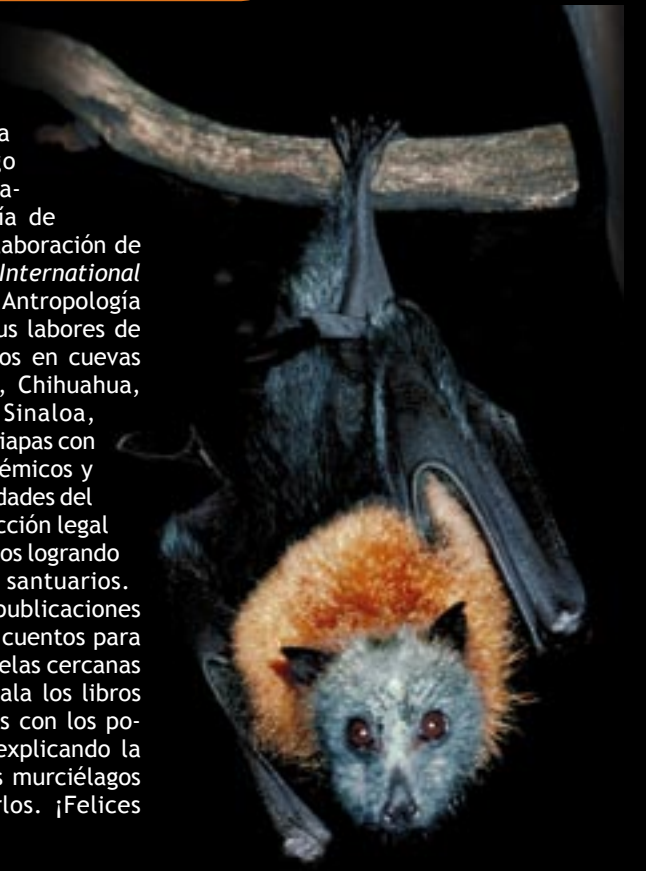 a
go
a-
ía de
laboración de
International
Antropología
us labores de
os en cuevas
, Chihuahua,
Sinaloa,
iapas con
émicos y
dades del
cción legal
os logrando
santuarios.
publicaciones
cuentos para
elas cercanas
ala los libros
s con los po-
explicando la
s murciélagos
rlos. ¡Felices